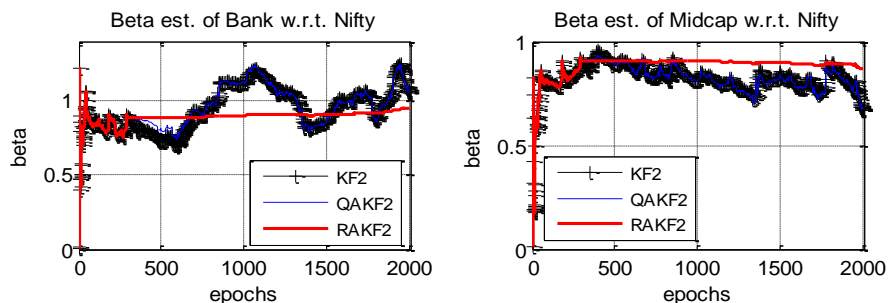 Beta est. of Bank w.r.t. Nifty
1
0.5
0
beta
0 500 1000 1500 2000
epochs
KF2
QAKF2
RAKF2
Beta est. of Midcap w.r.t. Nifty
1
0.5
0
beta
0 500 1000 1500 2000
epochs
KF2
QAKF2
RAKF2